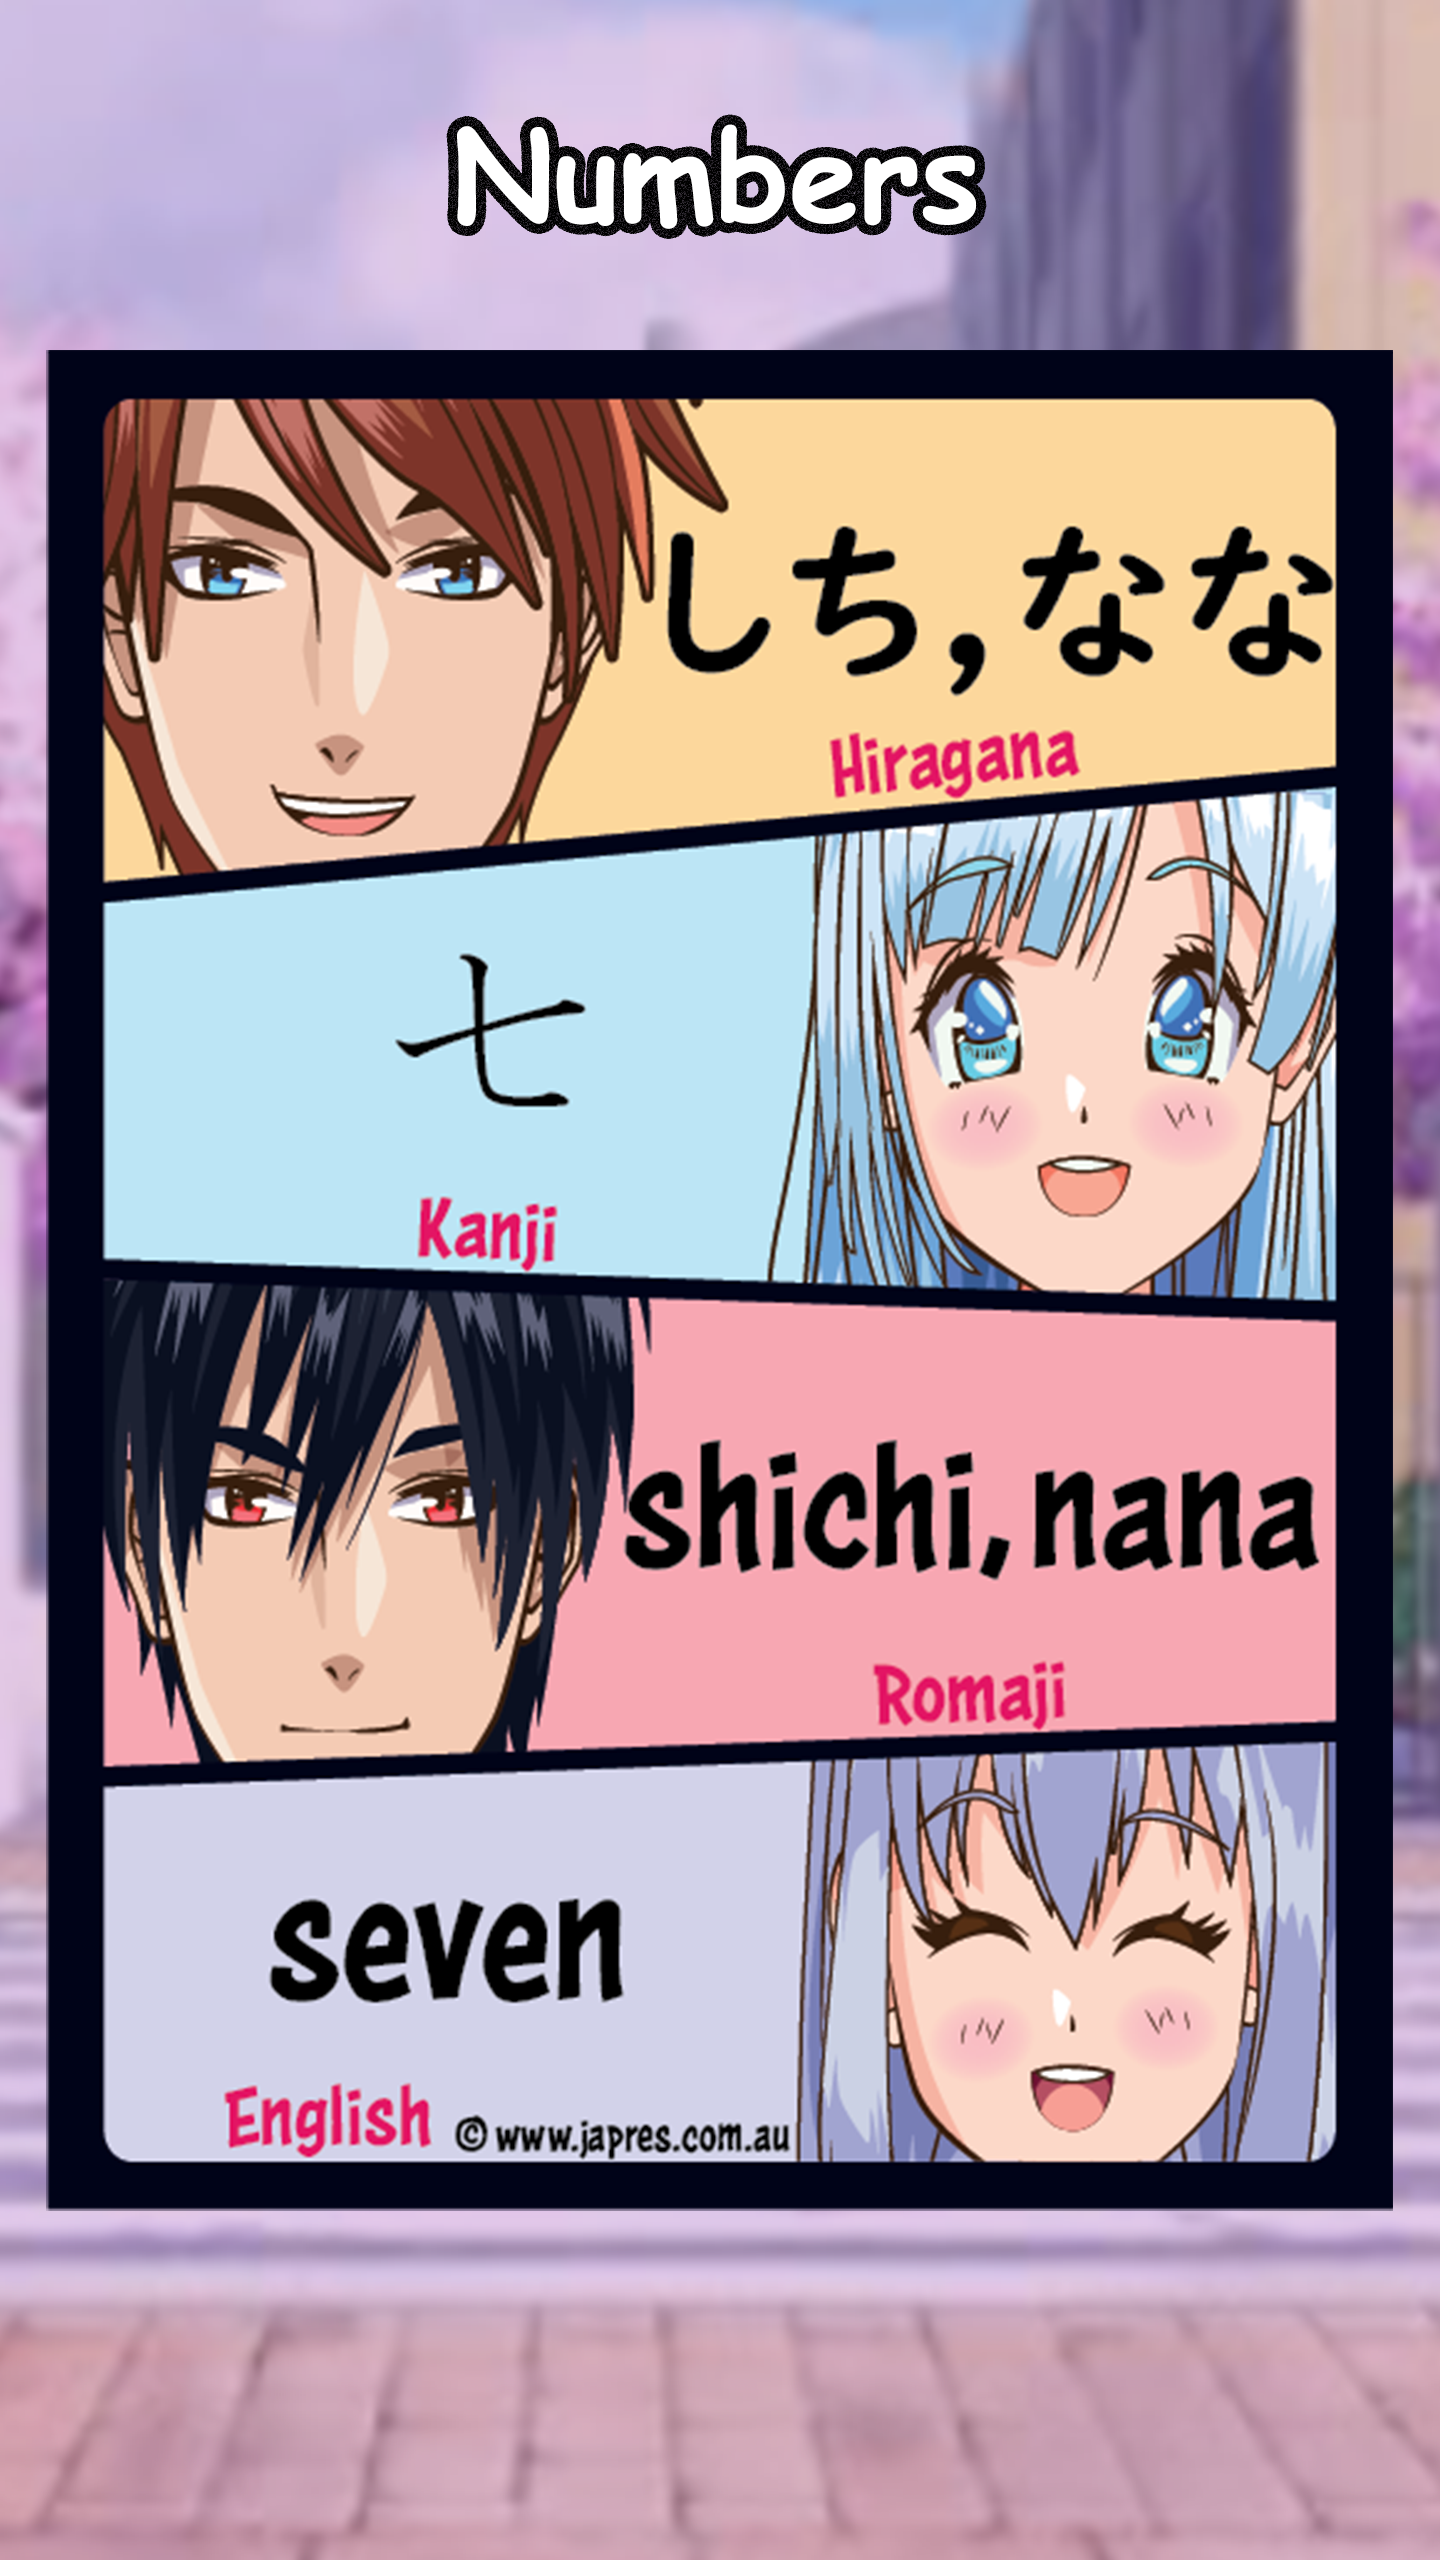 Numbers
しち,なな
Hiragana
七
Kanji
shichi, nana
Romaji
seven
English
© www.japres.com.au